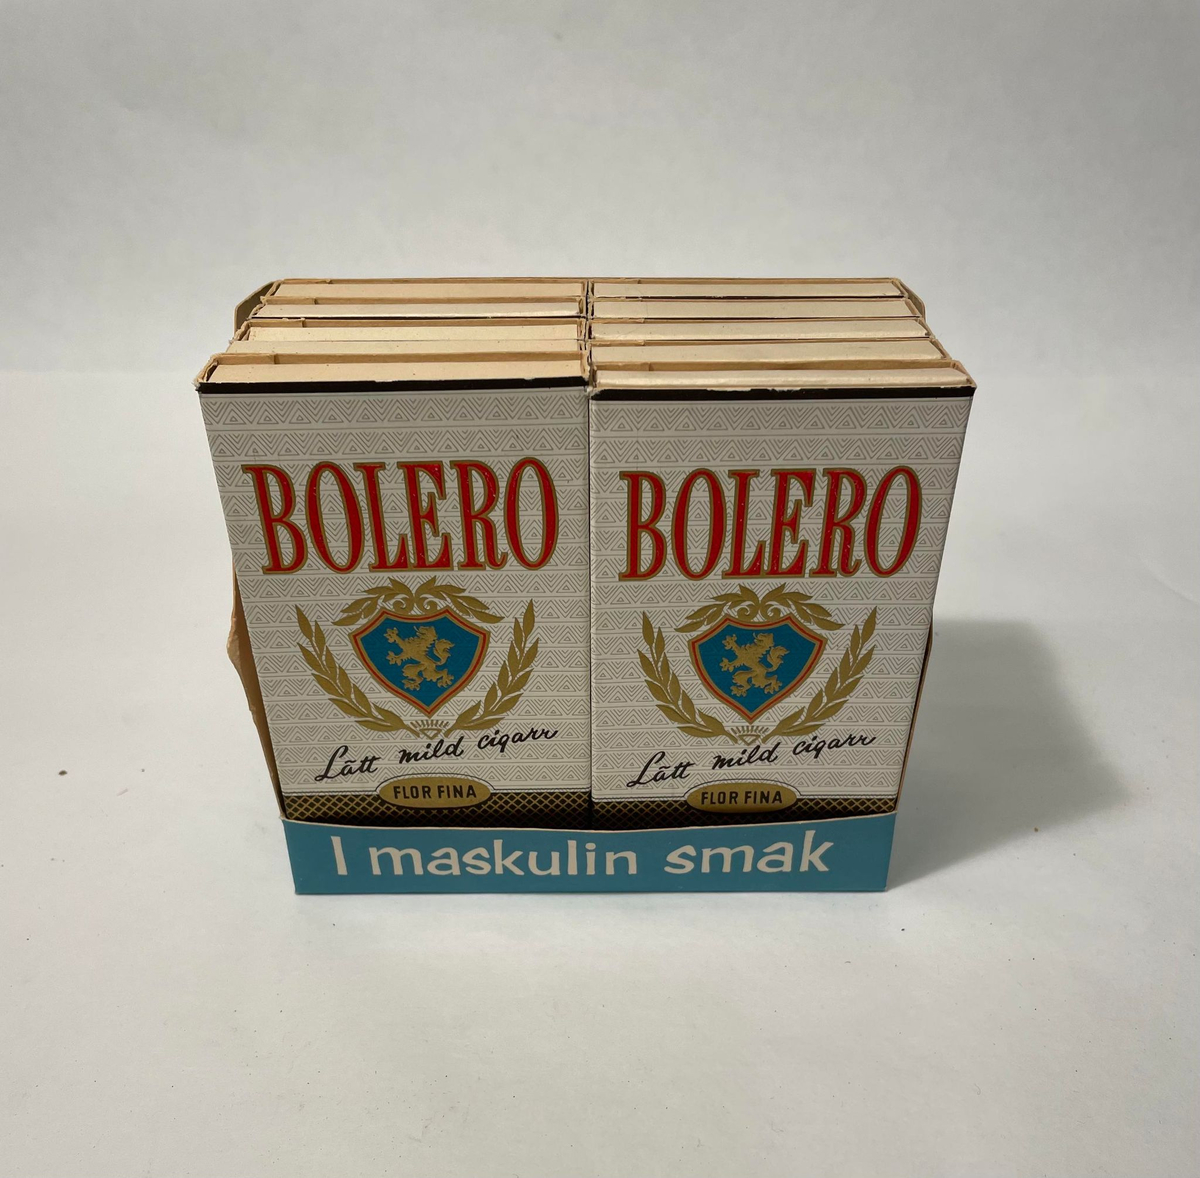 BOLERO
Lätt mild cigarr
FLOR FINA
BOLERO
Lätt mild cigarr
FLOR FINA
I maskulin smak